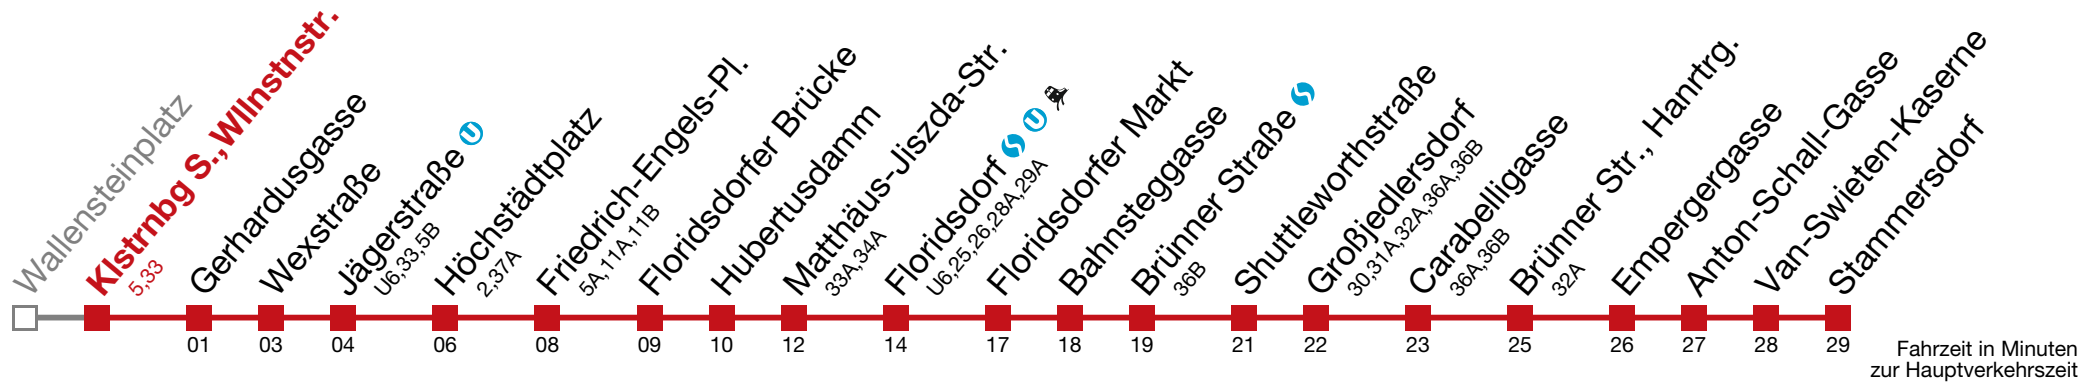 Wallensteinplatz
Klstrnbg S.,Wllnstnstr.
5,33
Gerhardusgasse
Wexstraße
Jägerstraße U
U6,33,5B
Höchstädtplatz
2,37A
Friedrich-Engels-Pl.
5A,11A,11B
Floridsdorfer Brücke
Hubertusdamm
Matthäus-Jiszda-Str.
33A,34A
Floridsdorf S U
U6,25,26,28A,29A
Floridsdorfer Markt
Bahnsteggasse
Brünner Straße S
36B
Shuttleworthstraße
Großjedlersdorf
30,31A,32A,36A,36B
Carabelligasse
36A,36B
Brünner Str., Hanrtrg.
32A
Empergergasse
Anton-Schall-Gasse
Van-Swieten-Kaserne
Stammersdorf
01 03 04 06 08 09 10 12 14 17 18 19 21 22 23 25 26 27 28 29
Fahrzeit in Minuten
zur Hauptverkehrszeit